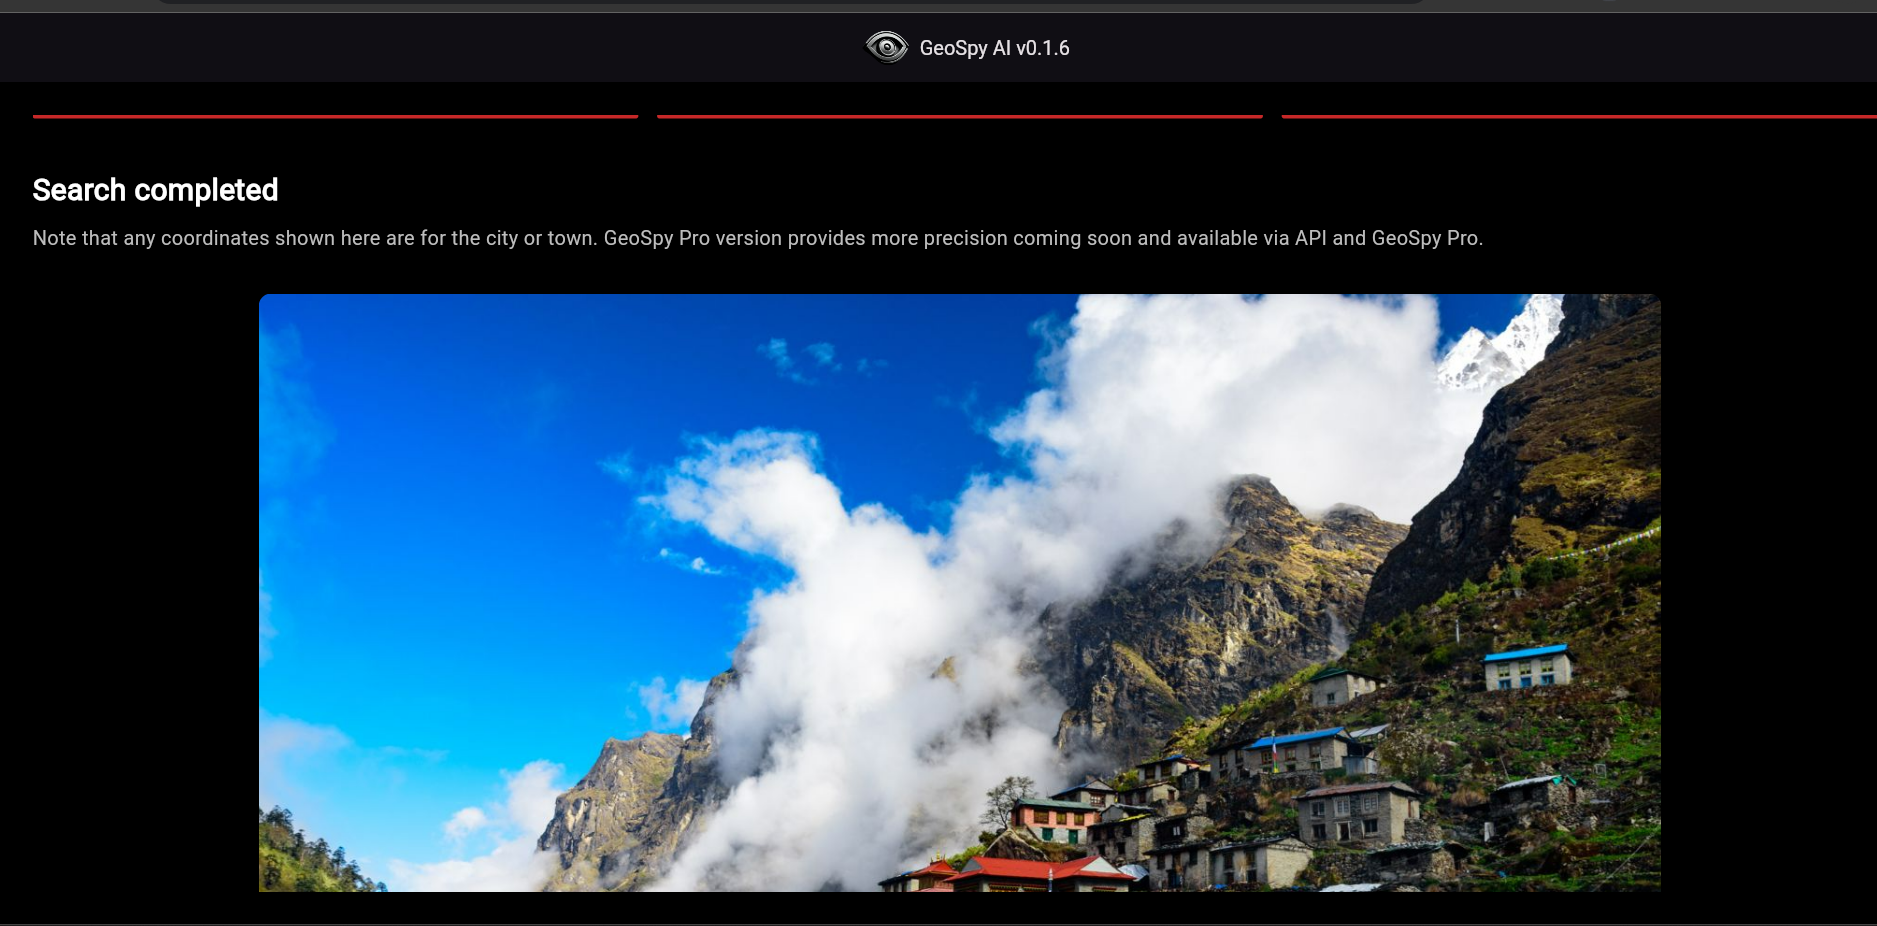 GeoSpy AI v0.1.6
Search completed
Note that any coordinates shown here are for the city or town. GeoSpy Pro version provides more precision coming soon and available via API and GeoSpy Pro.